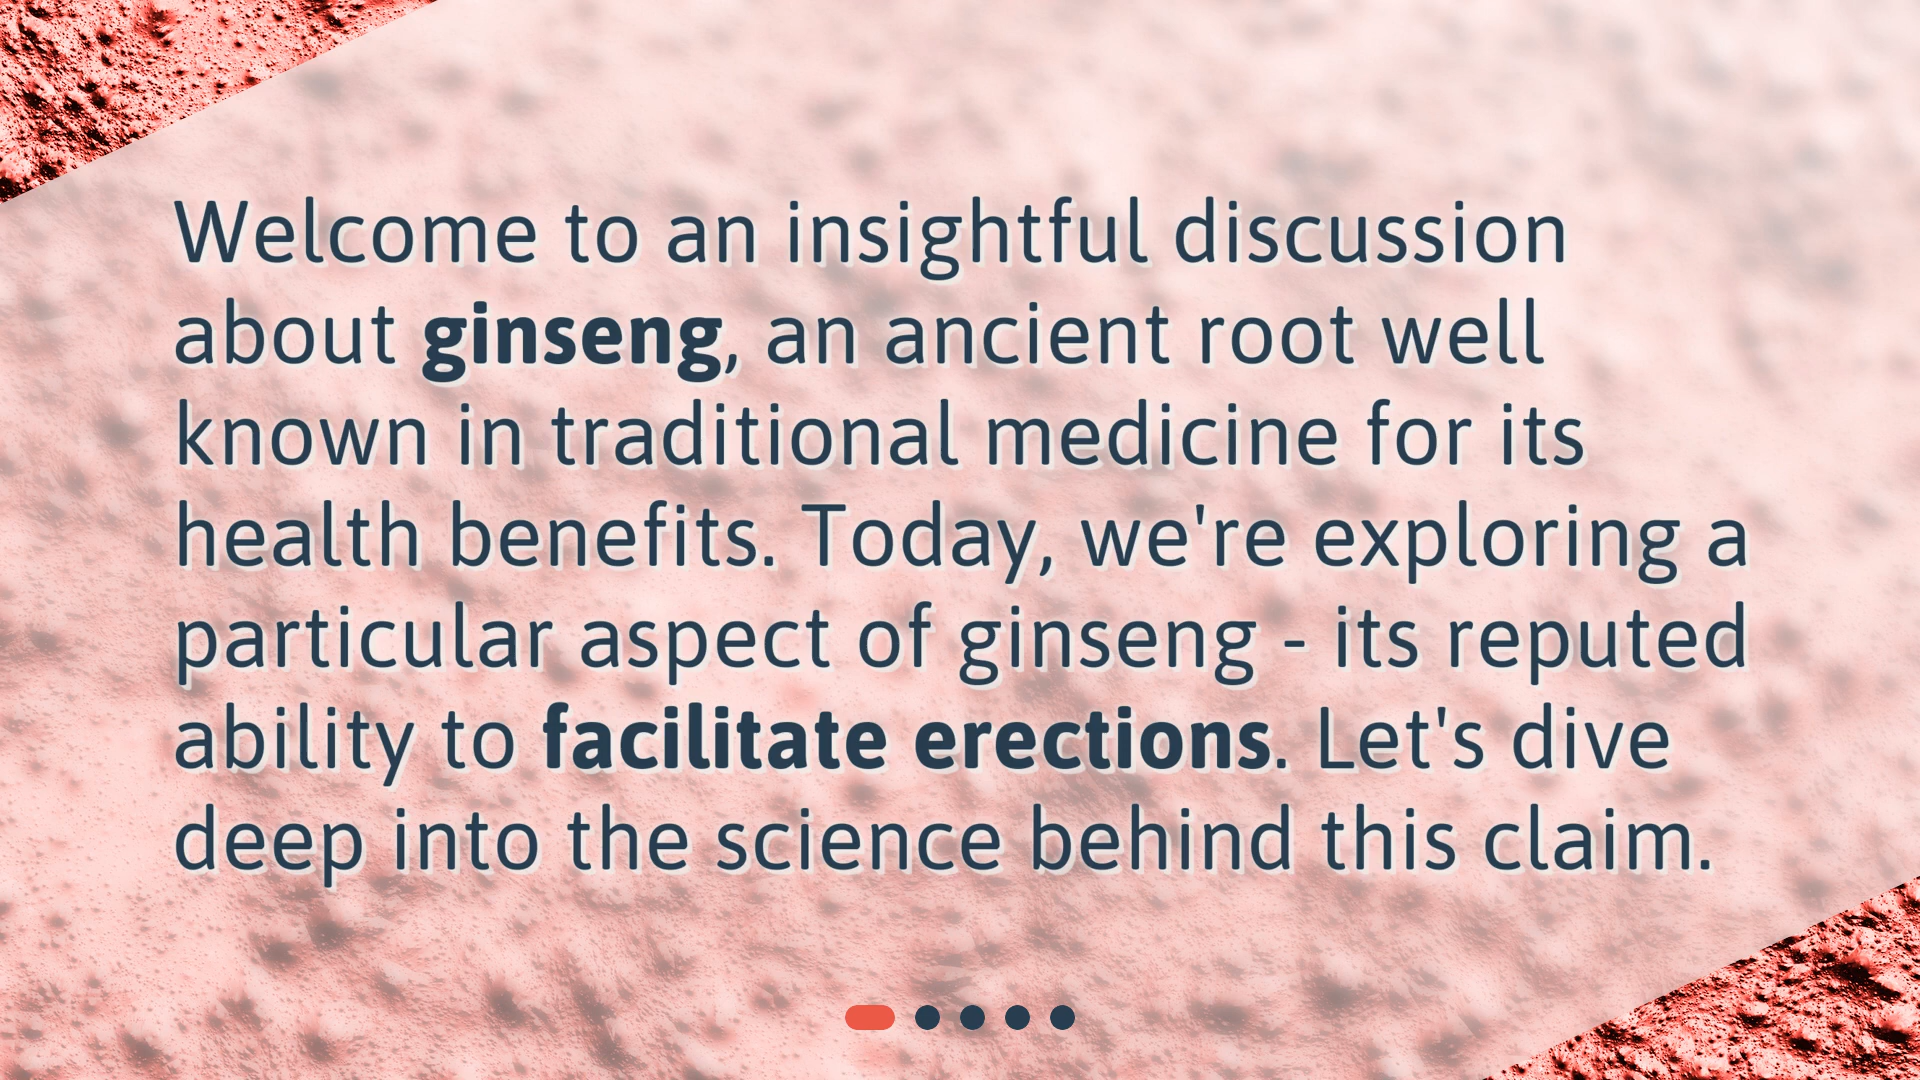 Welcome to an insightful discussion
about ginseng, an ancient root well
known in traditional medicine for its
health benefits. Today, we're exploring a
particular aspect of ginseng - its reputed
ability to facilitate erections. Let's dive
deep into the science behind this claim.